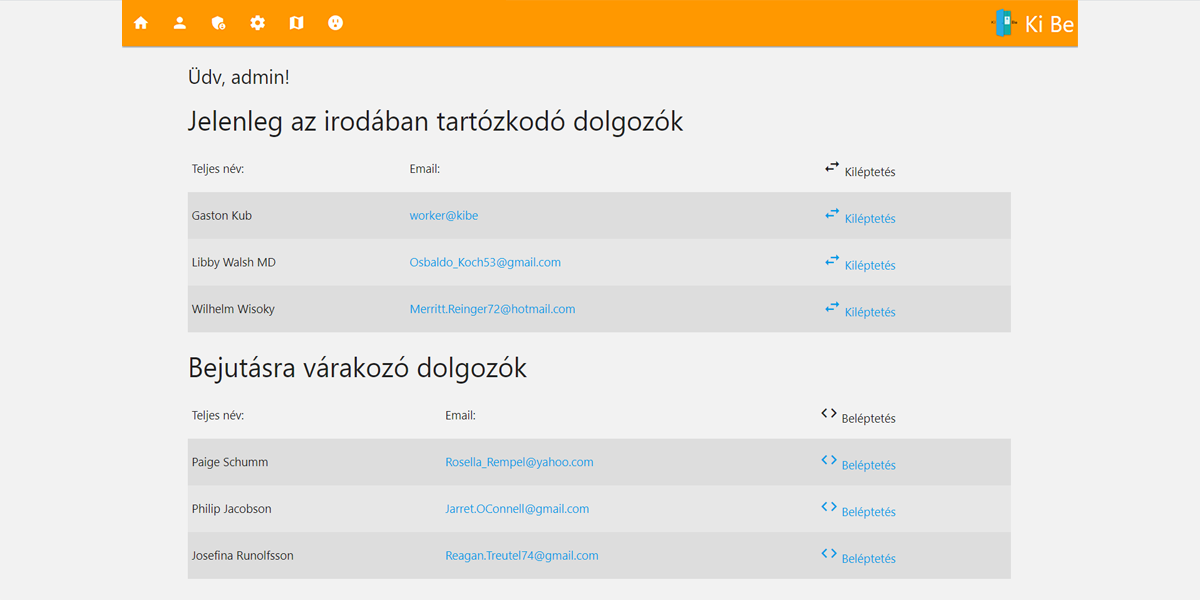 Ki Be
Üdv, admin!
Jelenleg az irodában tartózkodó dolgozók
Teljes név: Email: Kiléptetés
Gaston Kub worker@kibe Kiléptetés
Libby Walsh MD Osbaldo_Koch53@gmail.com Kiléptetés
Wilhelm Wisoky Merritt.Reinger72@hotmail.com Kiléptetés
Bejutásra várakozó dolgozók
Teljes név: Email: Beléptetés
Paige Schumm Rosella_Rempel@yahoo.com Beléptetés
Philip Jacobson Jarret.OConnell@gmail.com Beléptetés
Josefina Runolfsson Reagan.Treutel74@gmail.com Beléptetés